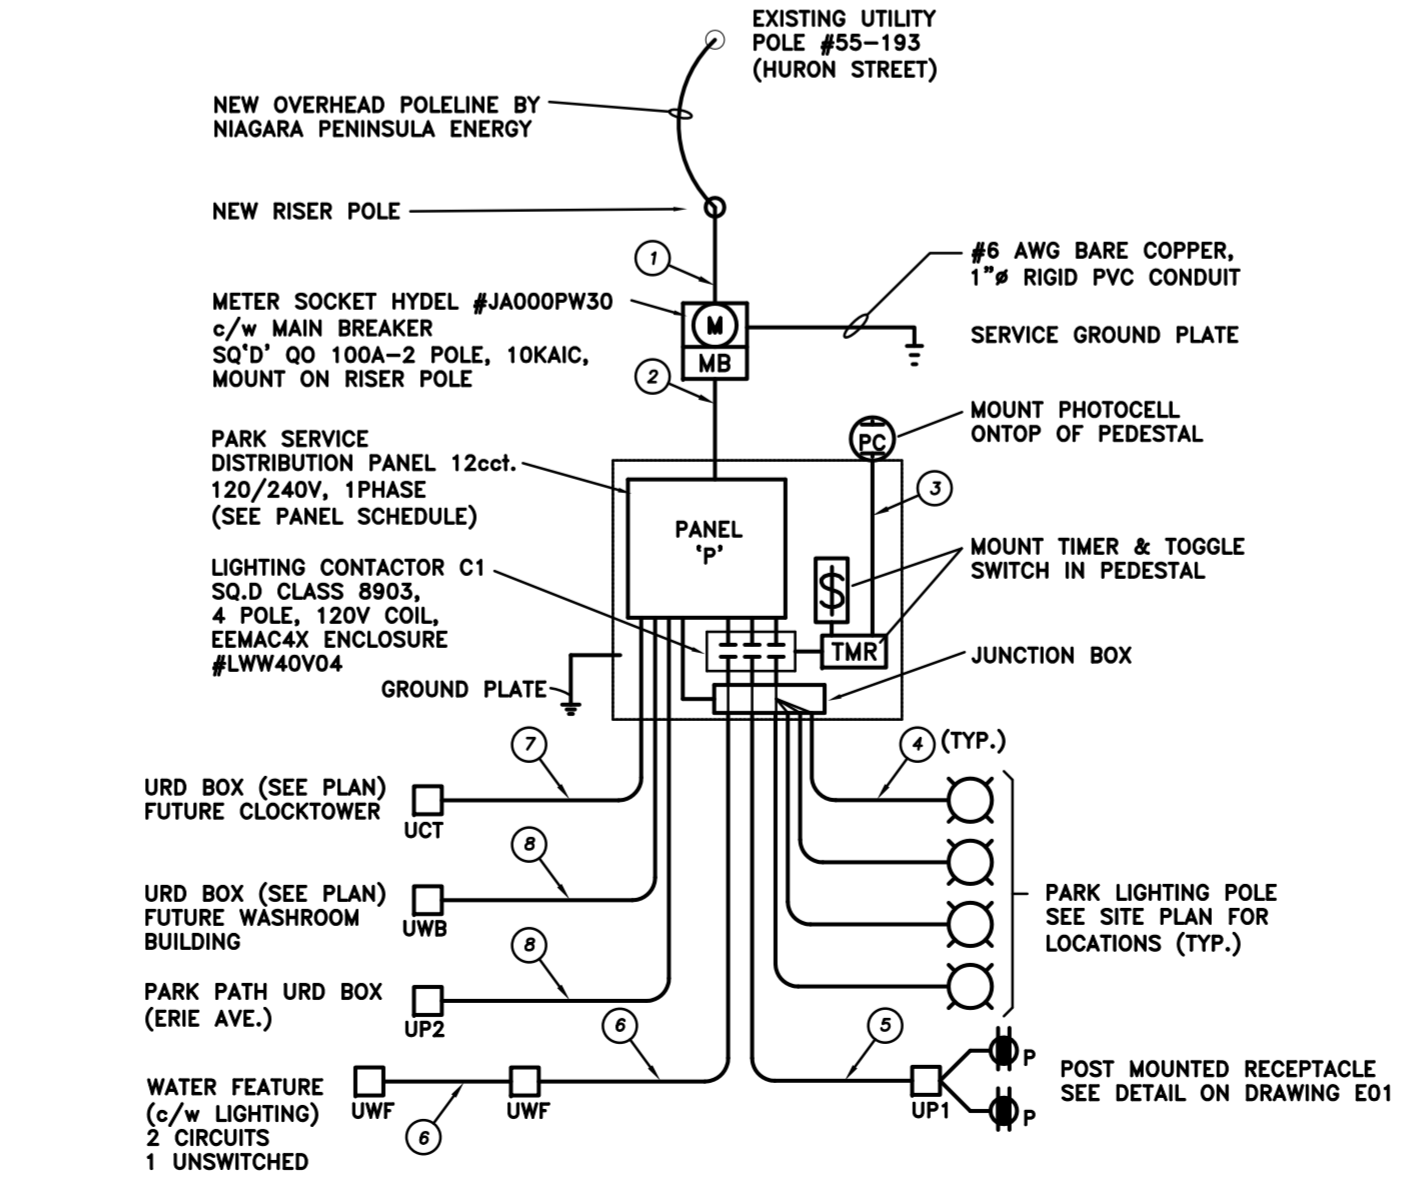 EXISTING UTILITY
POLE #55-193
(HURON STREET)
NEW OVERHEAD POLELINE BY
NIAGARA PENINSULA ENERGY
NEW RISER POLE
1
#6 AWG BARE COPPER,
1"ø RIGID PVC CONDUIT
METER SOCKET HYDEL #JA000PW30
c/w MAIN BREAKER
SQ'D' QO 100A-2 POLE, 10KAIC,
MOUNT ON RISER POLE
M
MB
SERVICE GROUND PLATE
2
MOUNT PHOTOCELL
ONTOP OF PEDESTAL
PC
PARK SERVICE
DISTRIBUTION PANEL 12cct.
120/240V, 1PHASE
(SEE PANEL SCHEDULE)
3
PANEL
'P'
MOUNT TIMER & TOGGLE
SWITCH IN PEDESTAL
LIGHTING CONTACTOR C1
SQ.D CLASS 8903,
4 POLE, 120V COIL,
EEMAC4X ENCLOSURE
#LWW40V04
$
TMR
JUNCTION BOX
GROUND PLATE
7
4 (TYP.)
URD BOX (SEE PLAN)
FUTURE CLOCKTOWER
UCT
8
URD BOX (SEE PLAN)
FUTURE WASHROOM
BUILDING
UWB
PARK LIGHTING POLE
SEE SITE PLAN FOR
LOCATIONS (TYP.)
8
PARK PATH URD BOX
(ERIE AVE.)
UP2
6
5
WATER FEATURE
(c/w LIGHTING)
2 CIRCUITS
1 UNSWITCHED
UWF
6
UWF
UP1
P
P
POST MOUNTED RECEPTACLE
SEE DETAIL ON DRAWING E01